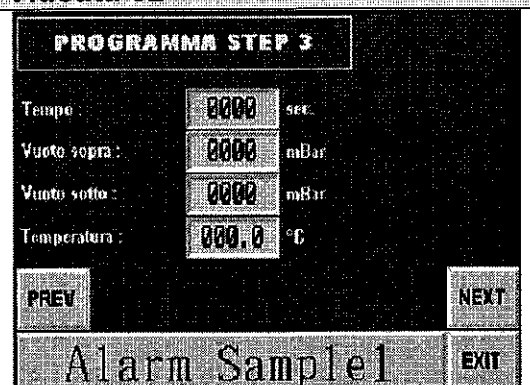 PROGRAMMA STEP 3
Tempo : 0000 sec.
Vuoto sopra : 0000 mBar
Vuoto sotto : 0000 mBar
Temperatura : 000.0 °C
PREV NEXT
Alarm Sample1 EXIT